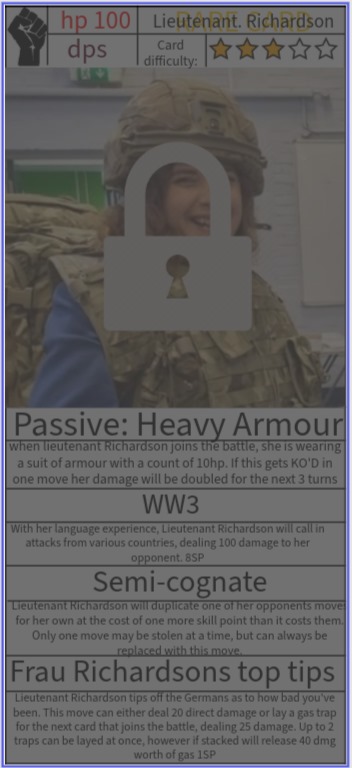 hp 100
Lieutenant. Richardson
RARE CARD
dps
Card
difficulty:
Passive: Heavy Armour
when lieutenant Richardson joins the battle, she is wearing
a suit of armour with a count of 10hp. If this gets KO'D in
one move her damage will be doubled for the next 3 turns
WW3
With her language experience, Lieutenant Richardson will call in
attacks from various countries, dealing 100 damage to her
opponent. 8SP
Semi-cognate
Lieutenant Richardson will duplicate one of her opponents moves
for her own at the cost of one more skill point than it costs them.
Only one move may be stolen at a time, but can always be
replaced with this move.
Frau Richardsons top tips
Lieutenant Richardson tips off the Germans as to how bad you've
been. This move can either deal 20 direct damage or lay a gas trap
for the next card that joins the battle, dealing 25 damage. Up to 2
traps can be layed at once, however if stacked will release 40 dmg
worth of gas 1SP